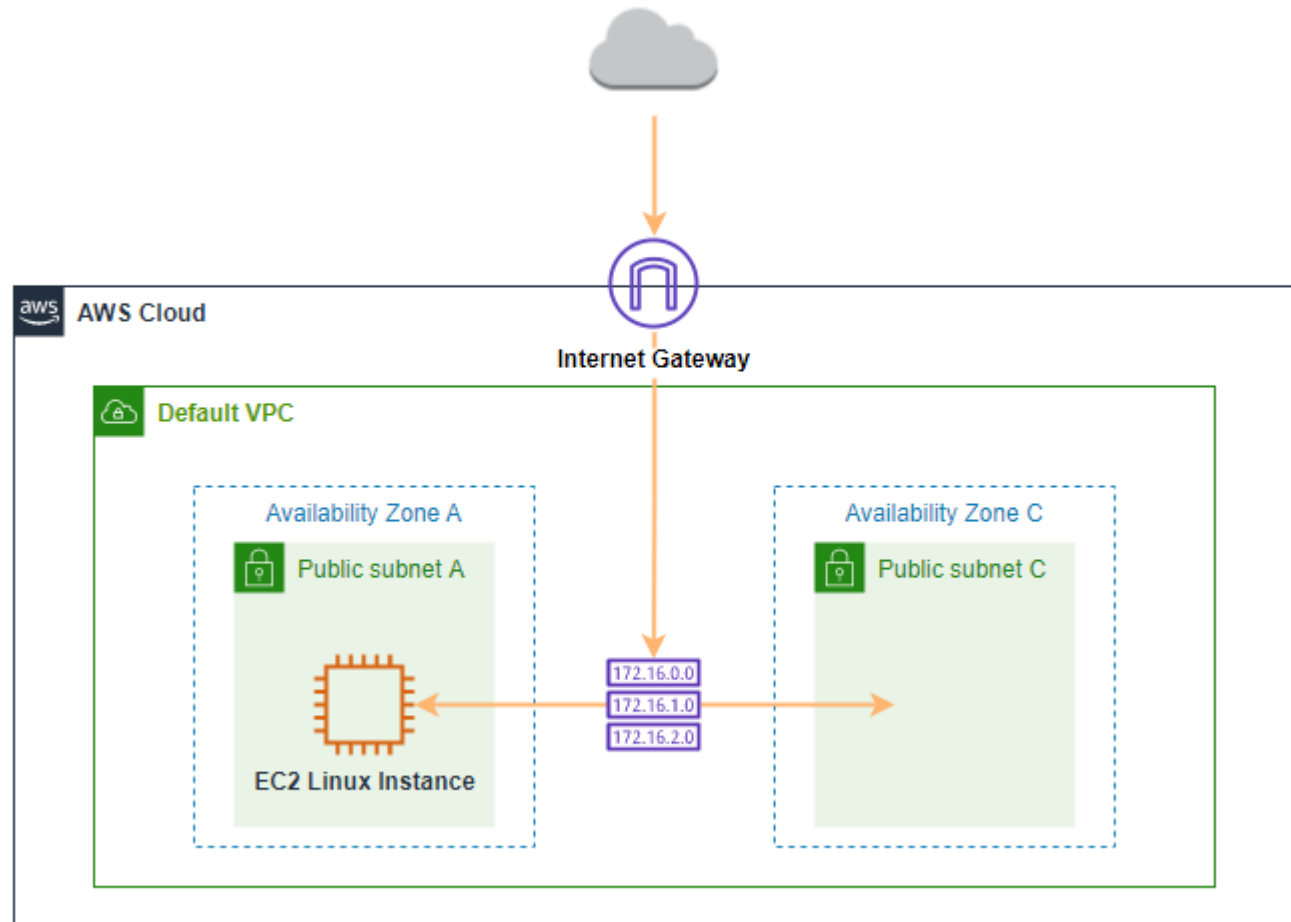 aws
AWS Cloud
Internet Gateway
Default VPC
Availability Zone A
Availability Zone C
Public subnet A
Public subnet C
172.16.0.0
172.16.1.0
172.16.2.0
EC2 Linux Instance